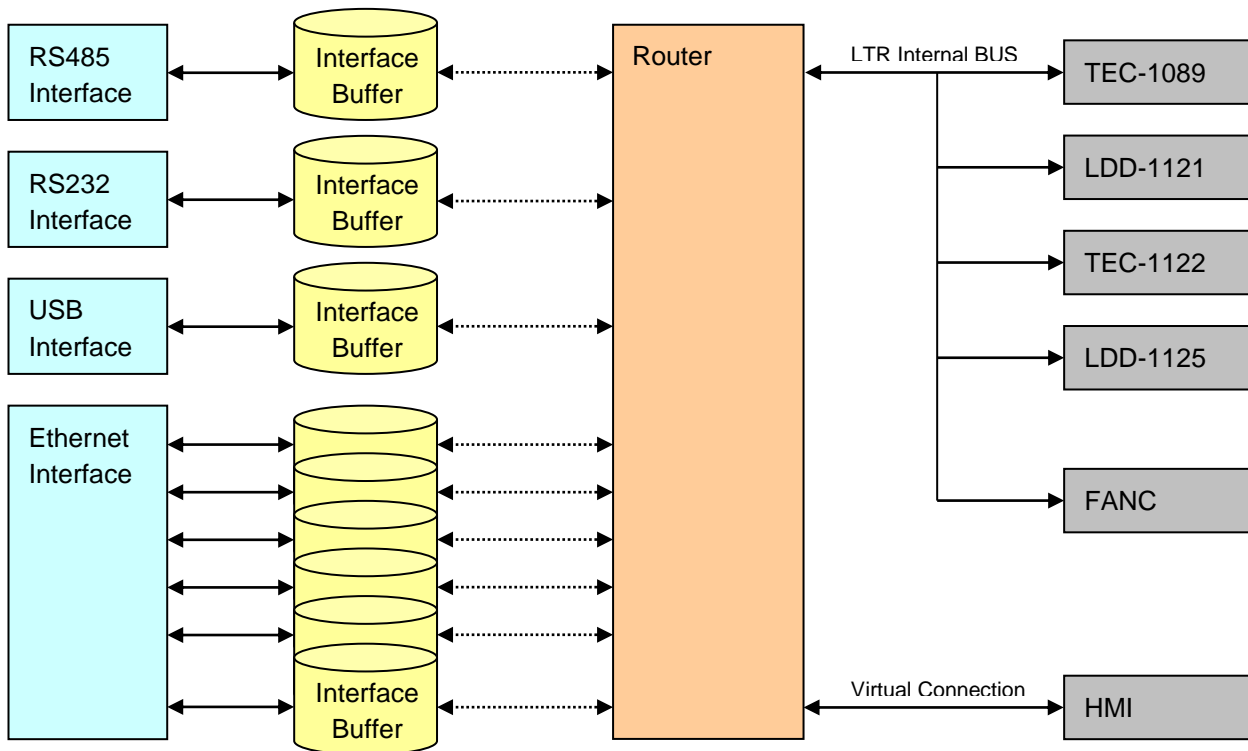 RS485
Interface
Interface
Buffer
Router
LTR Internal BUS
TEC-1089
RS232
Interface
Interface
Buffer
LDD-1121
USB
Interface
Interface
Buffer
TEC-1122
LDD-1125
Ethernet
Interface
FANC
Interface
Buffer
Virtual Connection
HMI